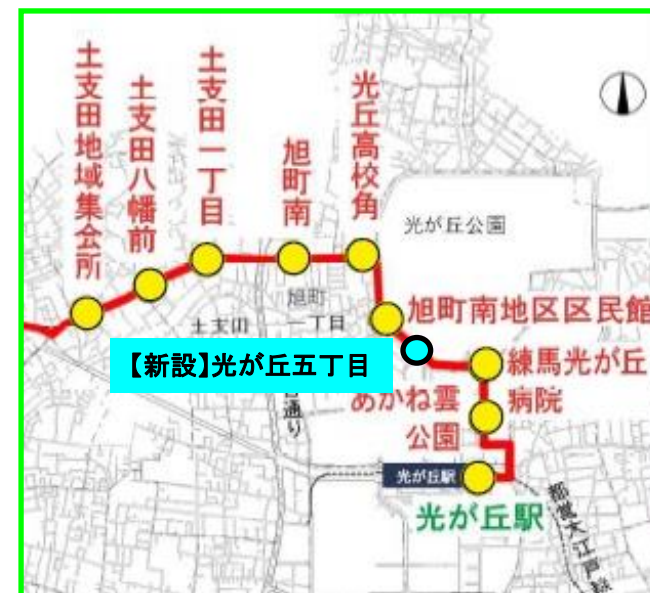 土支田地域集会所
土支田八幡前
土支田一丁目
旭町南
光丘高校角
光が丘公園
旭町
一丁目
土支田
旭町南地区区民館
【新設】光が丘五丁目
練馬光が丘
病院
あかね雲
公園
通り
光が丘駅
光が丘駅
都営大江戸線